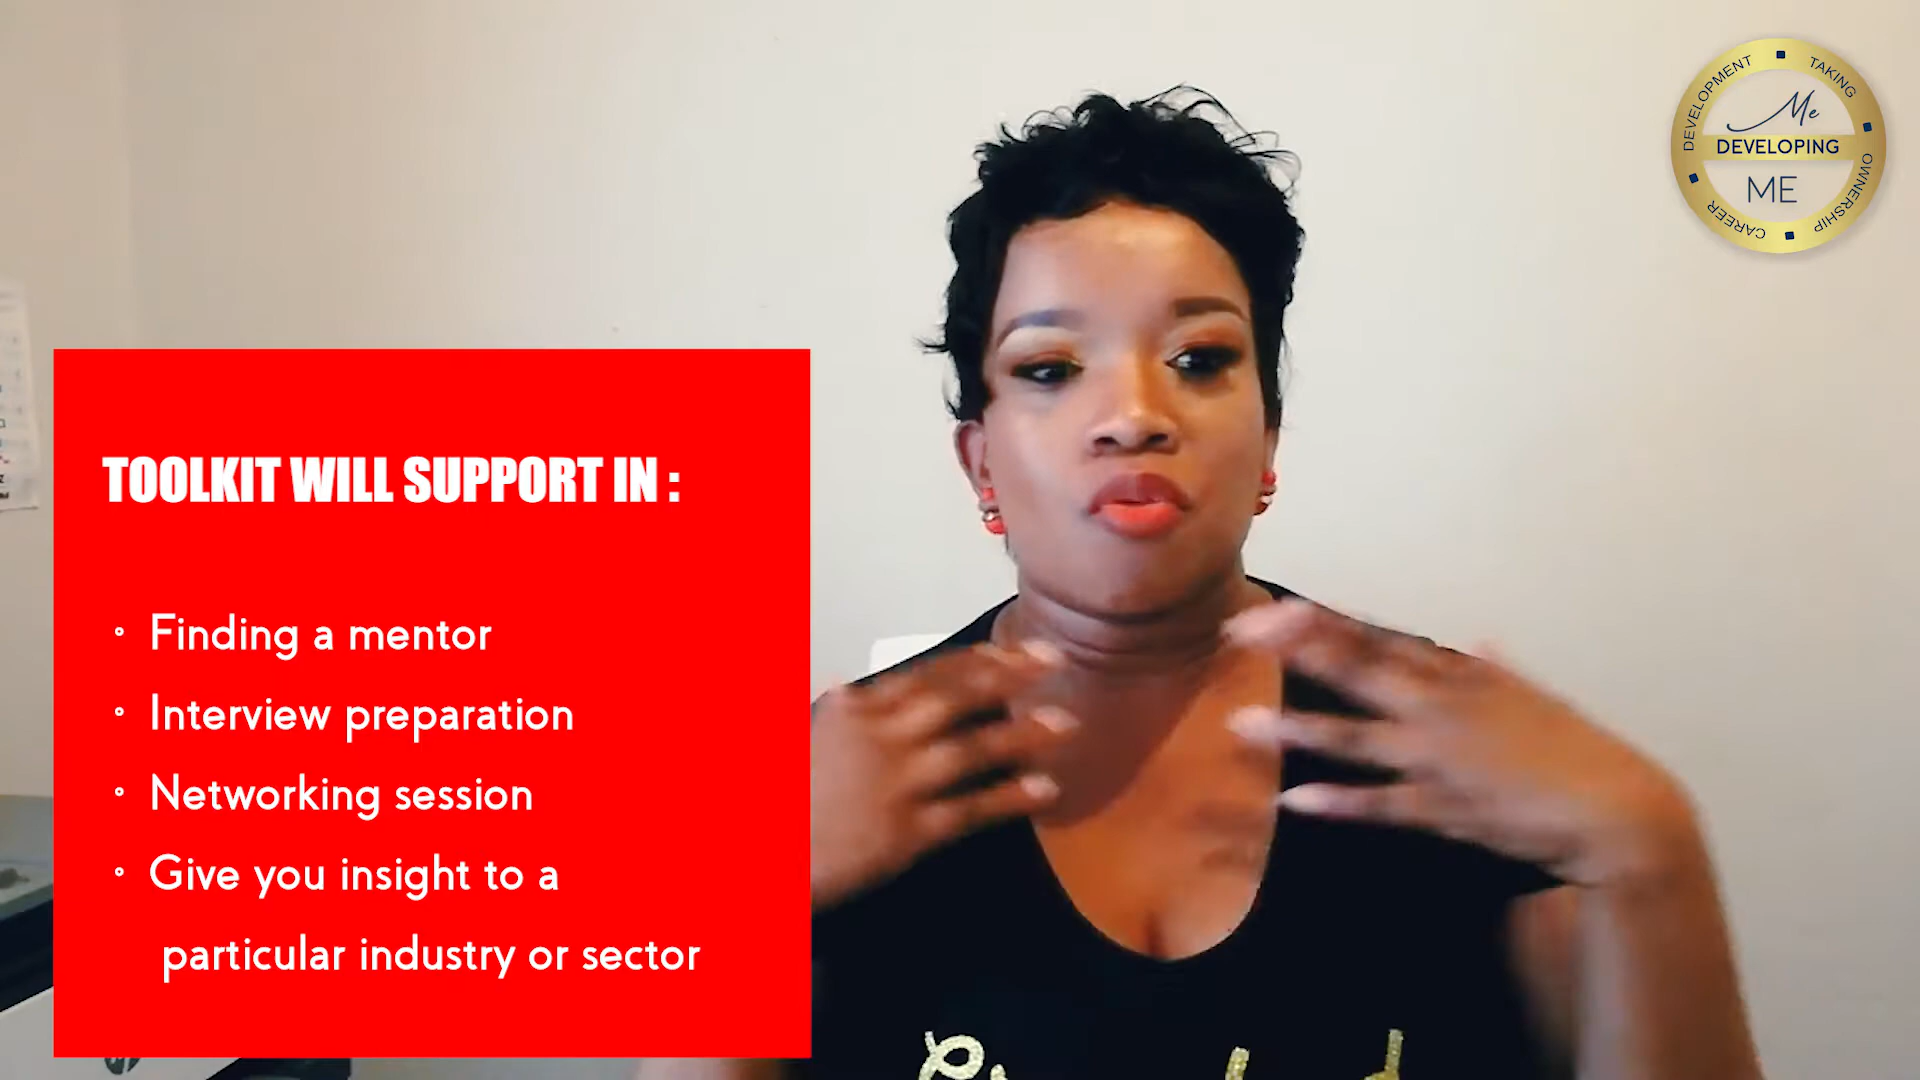 TOOLKIT WILL SUPPORT IN :
◦ Finding a mentor
◦ Interview preparation
◦ Networking session
◦ Give you insight to a
particular industry or sector
DEVELOPMENT
TAKING
OWNERSHIP
CAREER
Me
DEVELOPING
ME